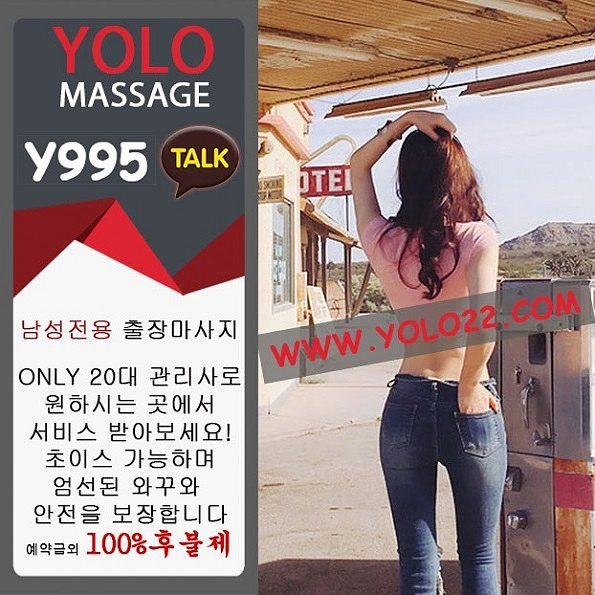 YOLO
MASSAGE
Y995
TALK
남성전용 출장마사지
ONLY 20대 관리사로
원하시는 곳에서
서비스 받아보세요!
초이스 가능하며
엄선된 와꾸와
안전을 보장합니다
예약금외 100%후불제
OTEL
WWW.YOLO22.COM